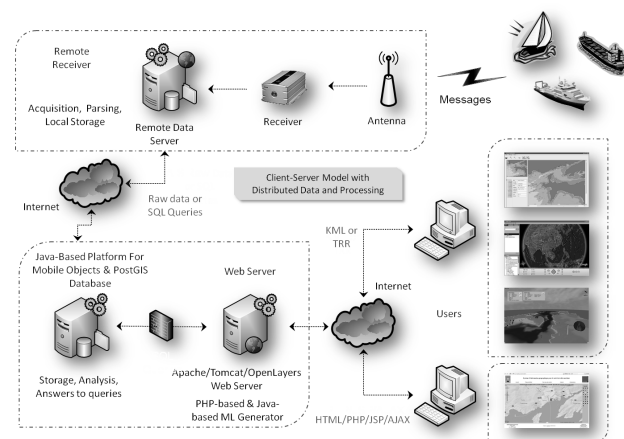 Remote
Receiver
Acquisition, Parsing,
Local Storage
Remote Data
Server
Receiver
Antenna
Messages
Internet
Raw data or
SQL Queries
Client-Server Model with
Distributed Data and Processing
Java-Based Platform For
Mobile Objects & PostGIS
Database
Web Server
Storage, Analysis,
Answers to queries
Apache/Tomcat/OpenLayers
Web Server
PHP-based & Java-
based ML Generator
KML or
TRR
Internet
Users
HTML/PHP/JSP/AJAX